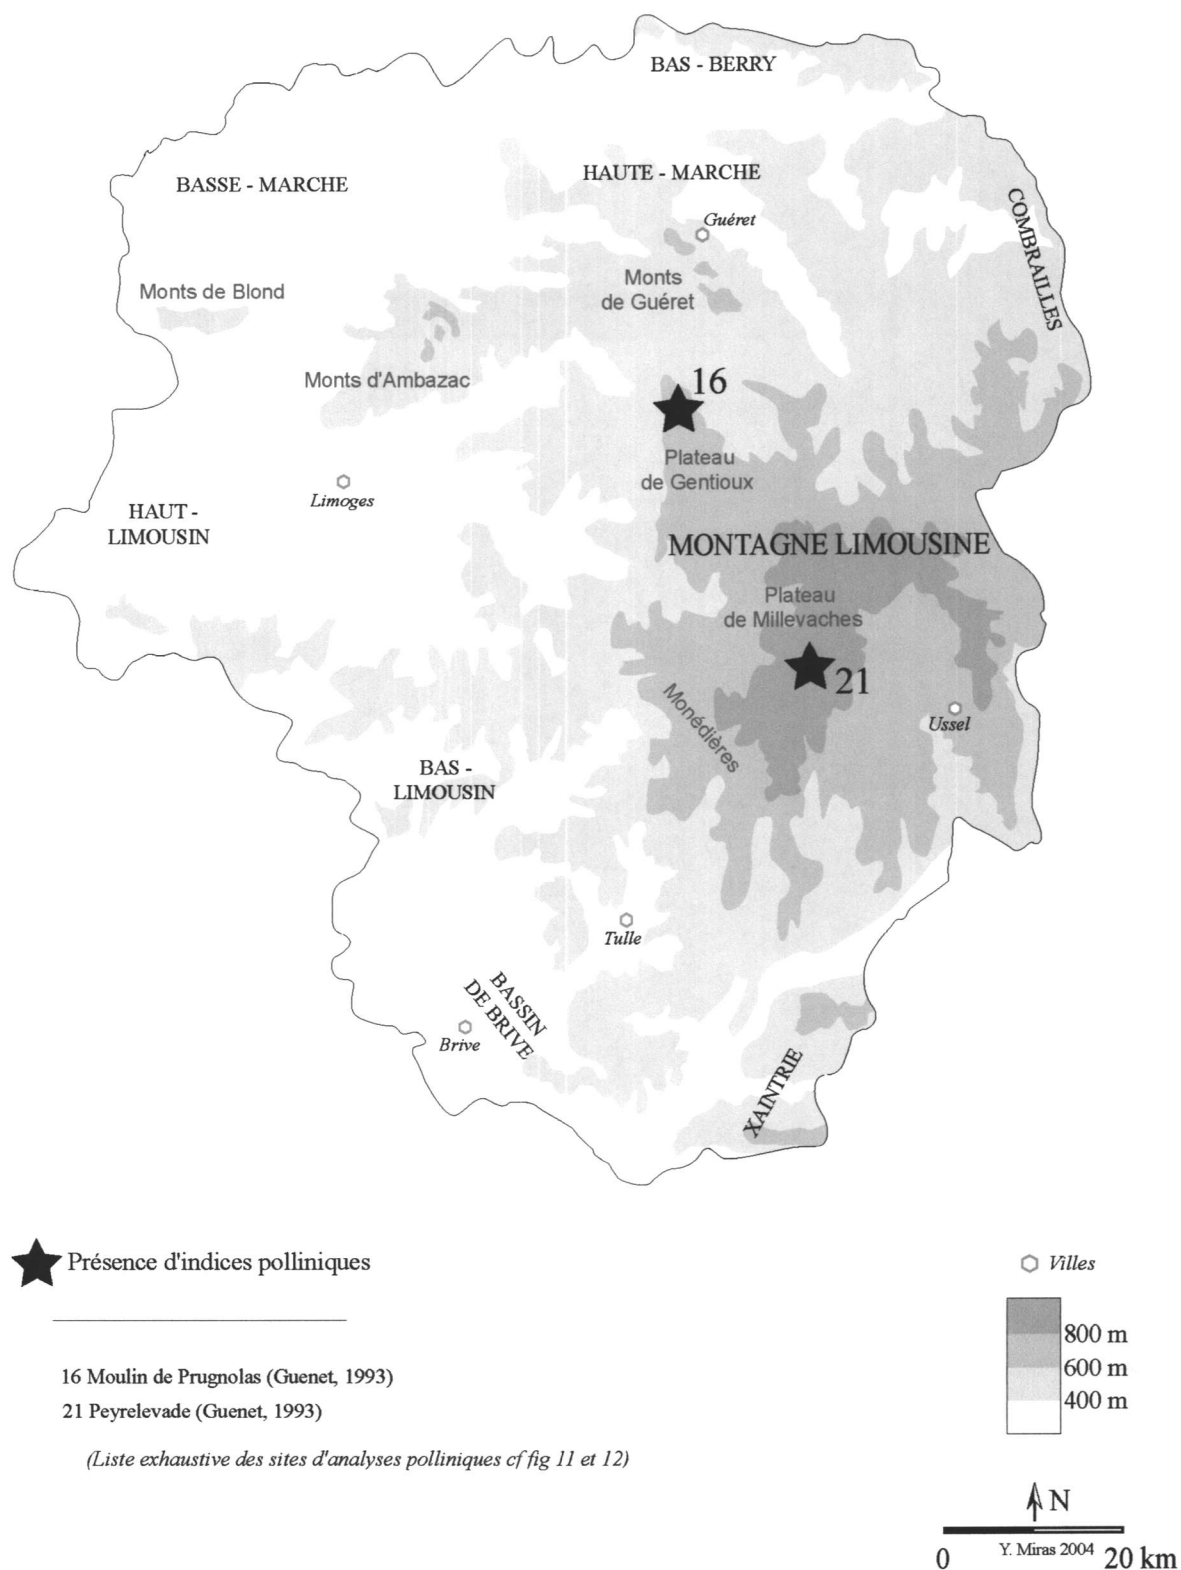 BAS - BERRY
HAUTE - MARCHE
BASSE - MARCHE
COMBRAILLES
Guéret
Monts
de Guéret
Monts de Blond
Monts d'Ambazac
16
Plateau
de Gentioux
Limoges
HAUT -
LIMOUSIN
MONTAGNE LIMOUSINE
Plateau
de Millevaches
21
Monédières
Ussel
BAS -
LIMOUSIN
Tulle
BASSIN
DE BRIVE
Brive
XAINTRIE
Présence d'indices polliniques
16 Moulin de Prugnolas (Guenet, 1993)
21 Peyrelevade (Guenet, 1993)
(Liste exhaustive des sites d'analyses polliniques cf fig 11 et 12)
Villes
800 m
600 m
400 m
N
Y. Miras 2004
0 20 km